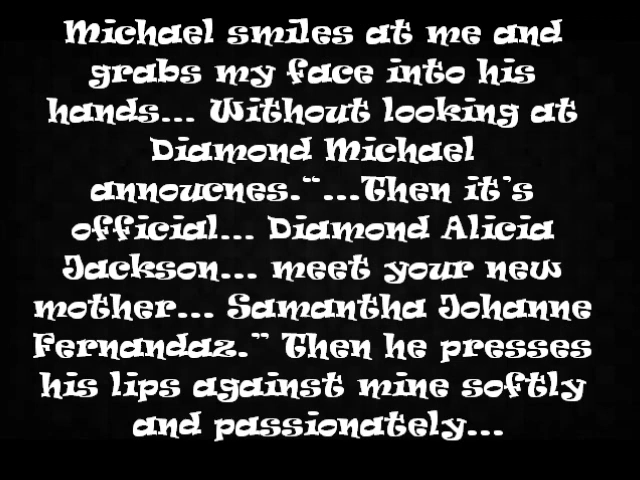 Michael smiles at me and
grabs my face into his
hands... Without looking at
Diamond Michael
annoucnes.“...Then it's
official... Diamond Alicia
Jackson... meet your new
mother... Samantha Johanne
Fernandaz.” Then he presses
his lips against mine softly
and passionately...